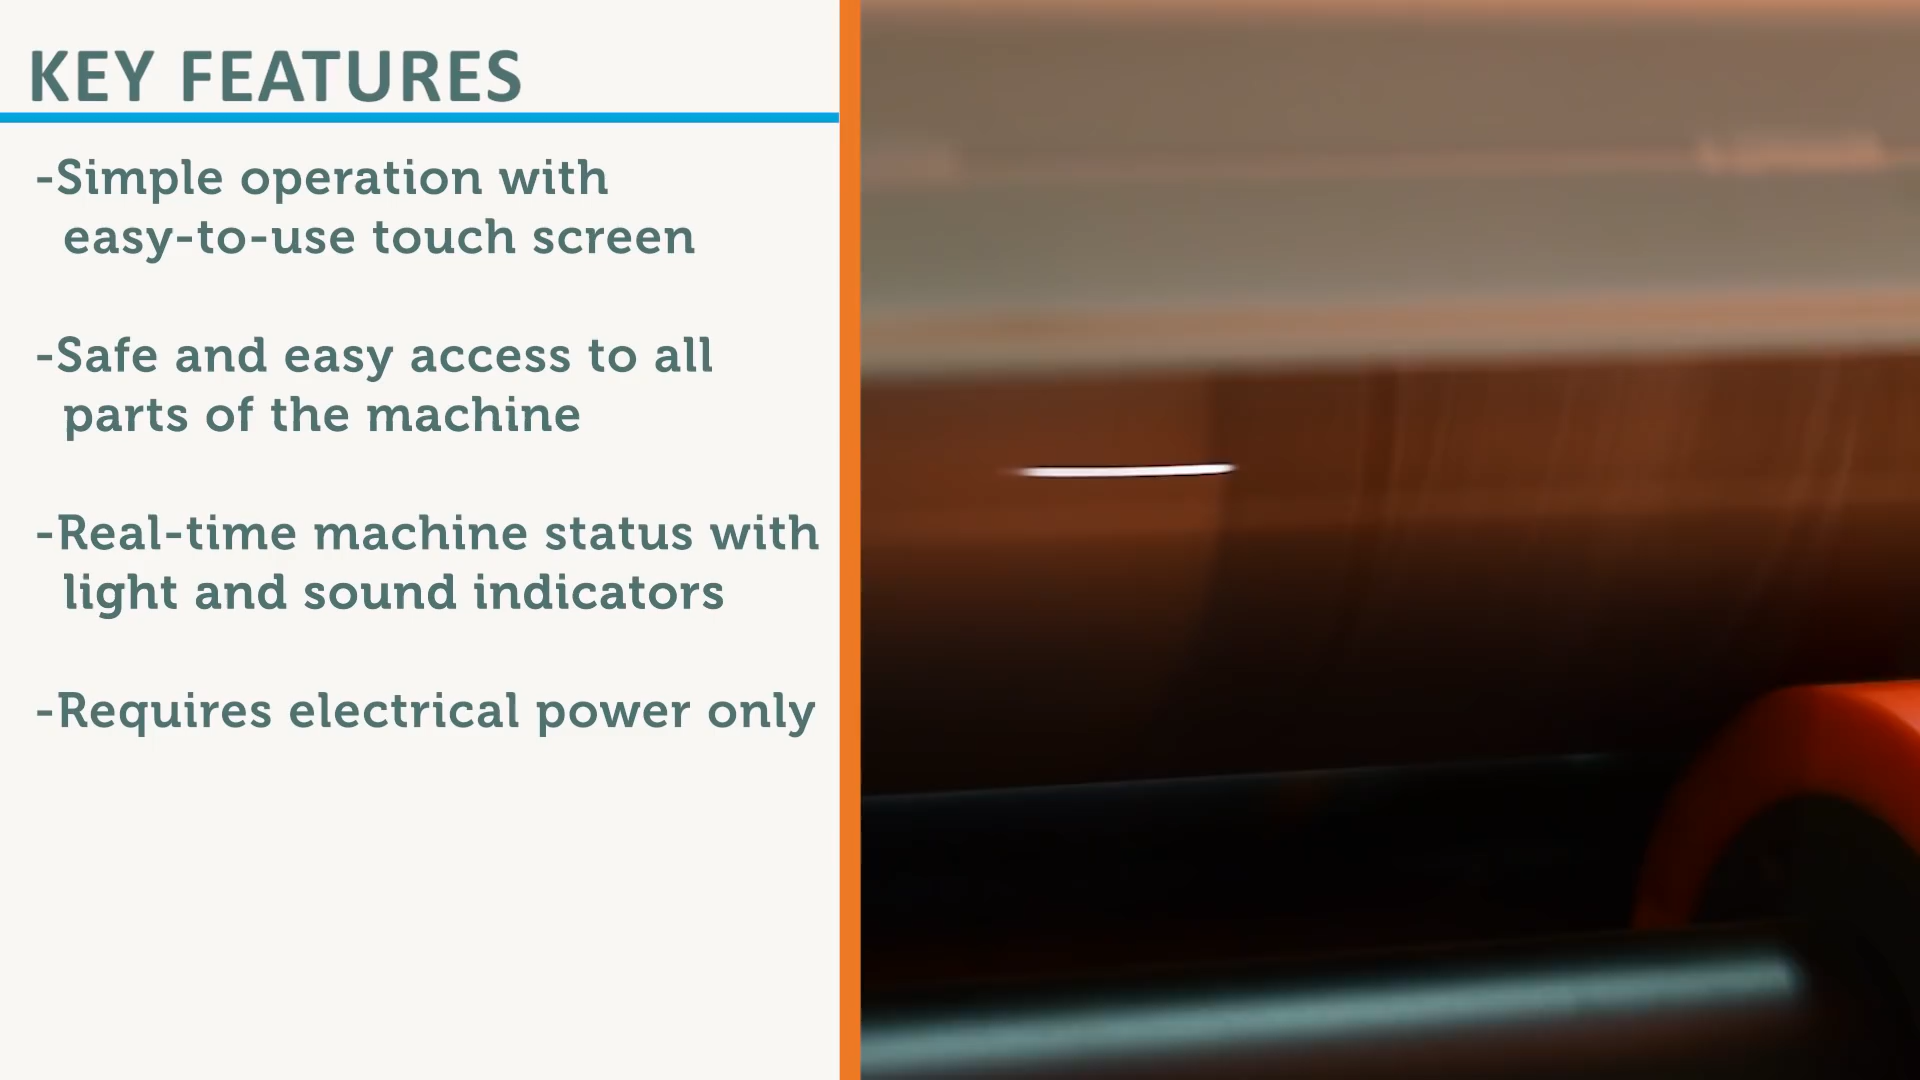 KEY FEATURES
-Simple operation with
easy-to-use touch screen
-Safe and easy access to all
parts of the machine
-Real-time machine status with
light and sound indicators
-Requires electrical power only